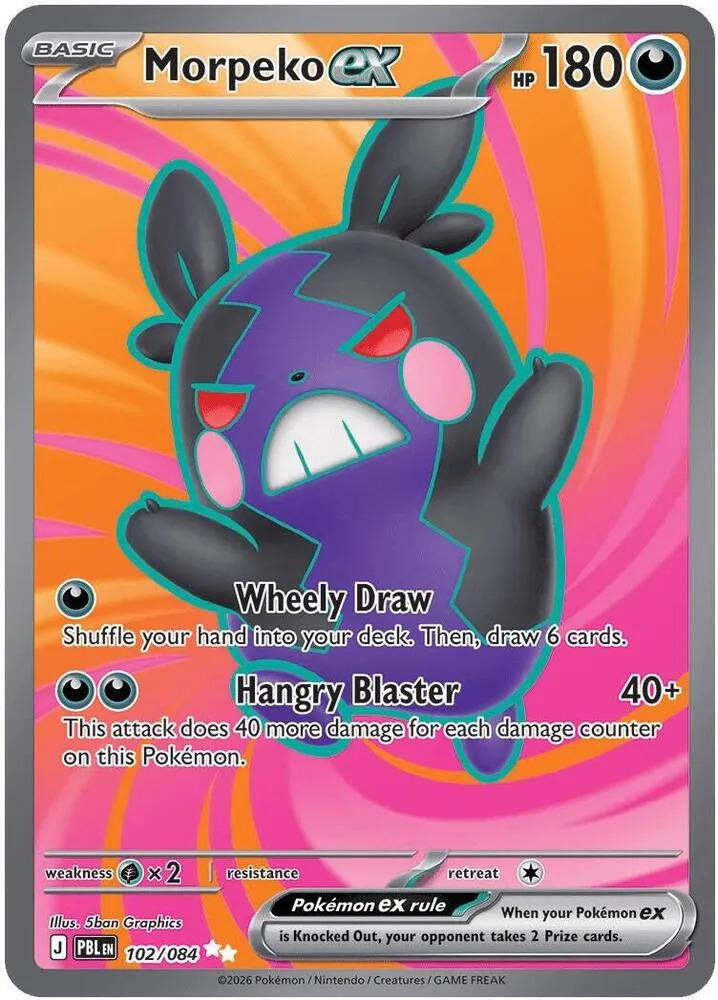 BASIC
Morpeko ex HP 180
Wheely Draw
Shuffle your hand into your deck. Then, draw 6 cards.
Hangry Blaster 40+
This attack does 40 more damage for each damage counter
on this Pokémon.
weakness ×2 resistance retreat
Illus. 5ban Graphics
Pokémon ex rule When your Pokémon ex
is Knocked Out, your opponent takes 2 Prize cards.
J PBL EN 102/084
©2026 Pokémon / Nintendo / Creatures / GAME FREAK